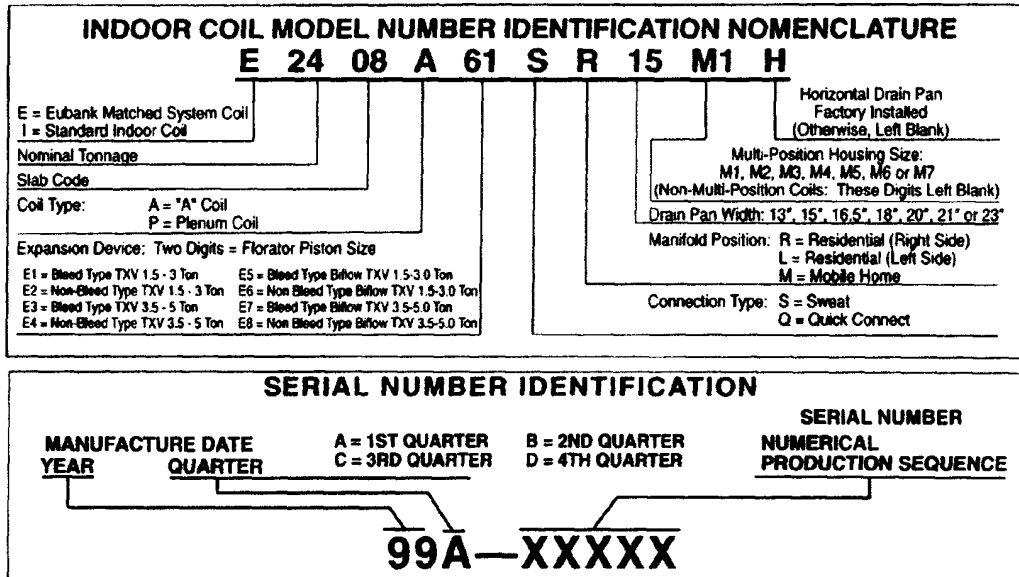 INDOOR COIL MODEL NUMBER IDENTIFICATION NOMENCLATURE
E 24 08 A 61 S R 15 M1 H
E = Eubank Matched System Coil
I = Standard Indoor Coil
Nominal Tonnage
Slab Code
Coil Type: A = "A" Coil
P = Plenum Coil
Expansion Device: Two Digits = Florator Piston Size
E1 = Bleed Type TXV 1.5 - 3 Ton
E2 = Non-Bleed Type TXV 1.5 - 3 Ton
E3 = Bleed Type TXV 3.5 - 5 Ton
E4 = Non-Bleed Type TXV 3.5 - 5 Ton
E5 = Bleed Type Biflow TXV 1.5-3.0 Ton
E6 = Non Bleed Type Biflow TXV 1.5-3.0 Ton
E7 = Bleed Type Biflow TXV 3.5-5.0 Ton
E8 = Non Bleed Type Biflow TXV 3.5-5.0 Ton
Horizontal Drain Pan
Factory Installed
(Otherwise, Left Blank)
Multi-Position Housing Size:
M1, M2, M3, M4, M5, M6 or M7
(Non-Multi-Position Coils: These Digits Left Blank)
Drain Pan Width: 13", 15", 16.5", 18", 20", 21" or 23"
Manifold Position: R = Residential (Right Side)
L = Residential (Left Side)
M = Mobile Home
Connection Type: S = Sweat
Q = Quick Connect
SERIAL NUMBER IDENTIFICATION
MANUFACTURE DATE
YEAR QUARTER
A = 1ST QUARTER B = 2ND QUARTER
C = 3RD QUARTER D = 4TH QUARTER
SERIAL NUMBER
NUMERICAL
PRODUCTION SEQUENCE
99A—XXXXX